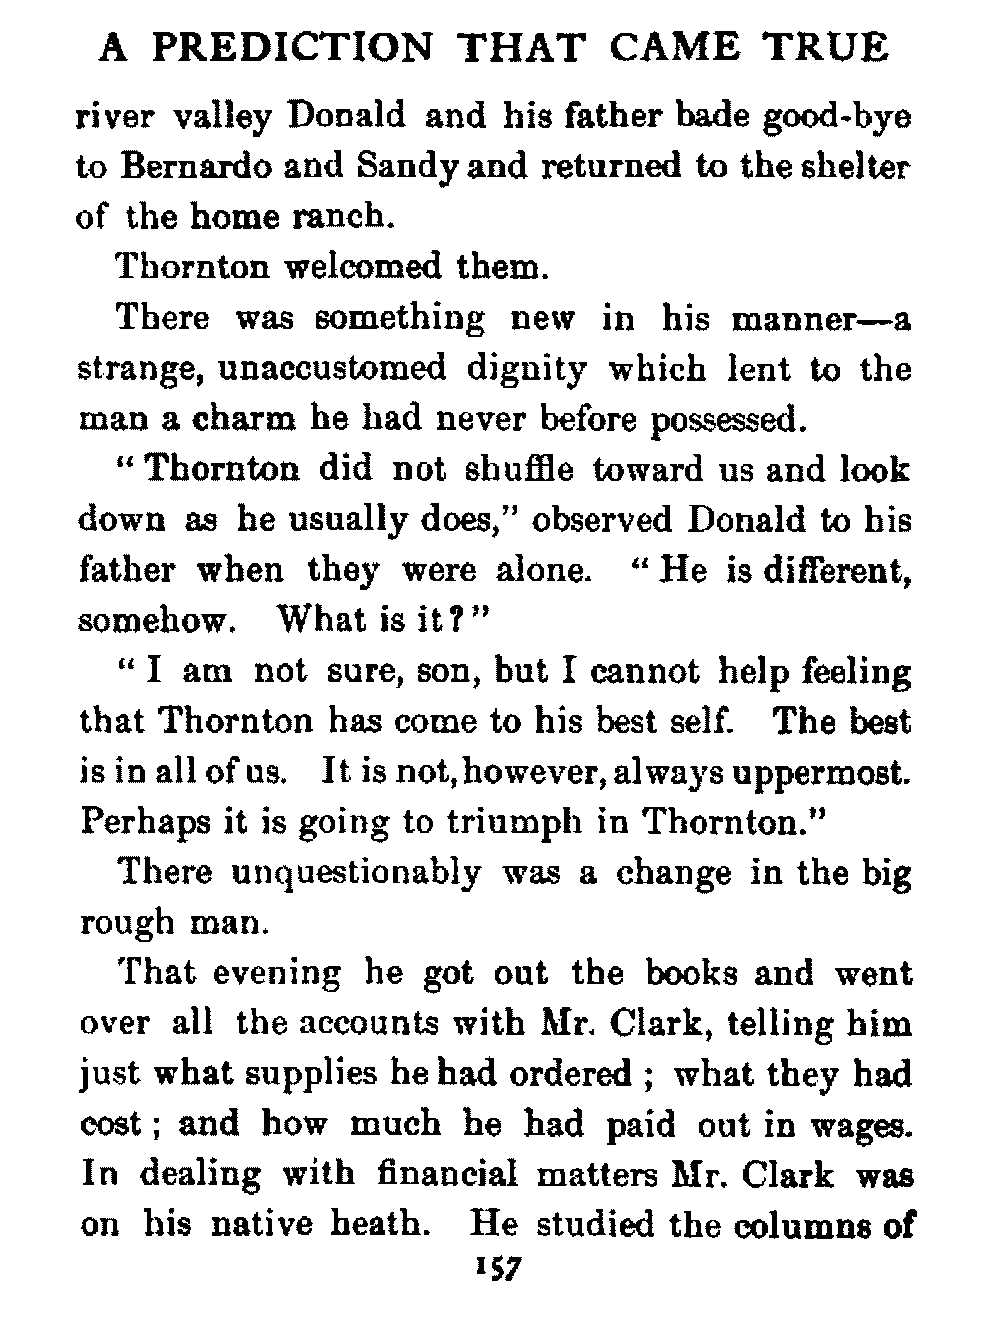 A PREDICTION THAT CAME TRUE
river valley Donald and his father bade good-bye
to Bernardo and Sandy and returned to the shelter
of the home ranch.
Thornton welcomed them.
There was something new in his manner—a
strange, unaccustomed dignity which lent to the
man a charm he had never before possessed.
“ Thornton did not shuffle toward us and look
down as he usually does,” observed Donald to his
father when they were alone. “ He is different,
somehow. What is it?”
“ I am not sure, son, but I cannot help feeling
that Thornton has come to his best self. The best
is in all of us. It is not, however, always uppermost.
Perhaps it is going to triumph in Thornton.”
There unquestionably was a change in the big
rough man.
That evening he got out the books and went
over all the accounts with Mr. Clark, telling him
just what supplies he had ordered ; what they had
cost ; and how much he had paid out in wages.
In dealing with financial matters Mr. Clark was
on his native heath. He studied the columns of
157